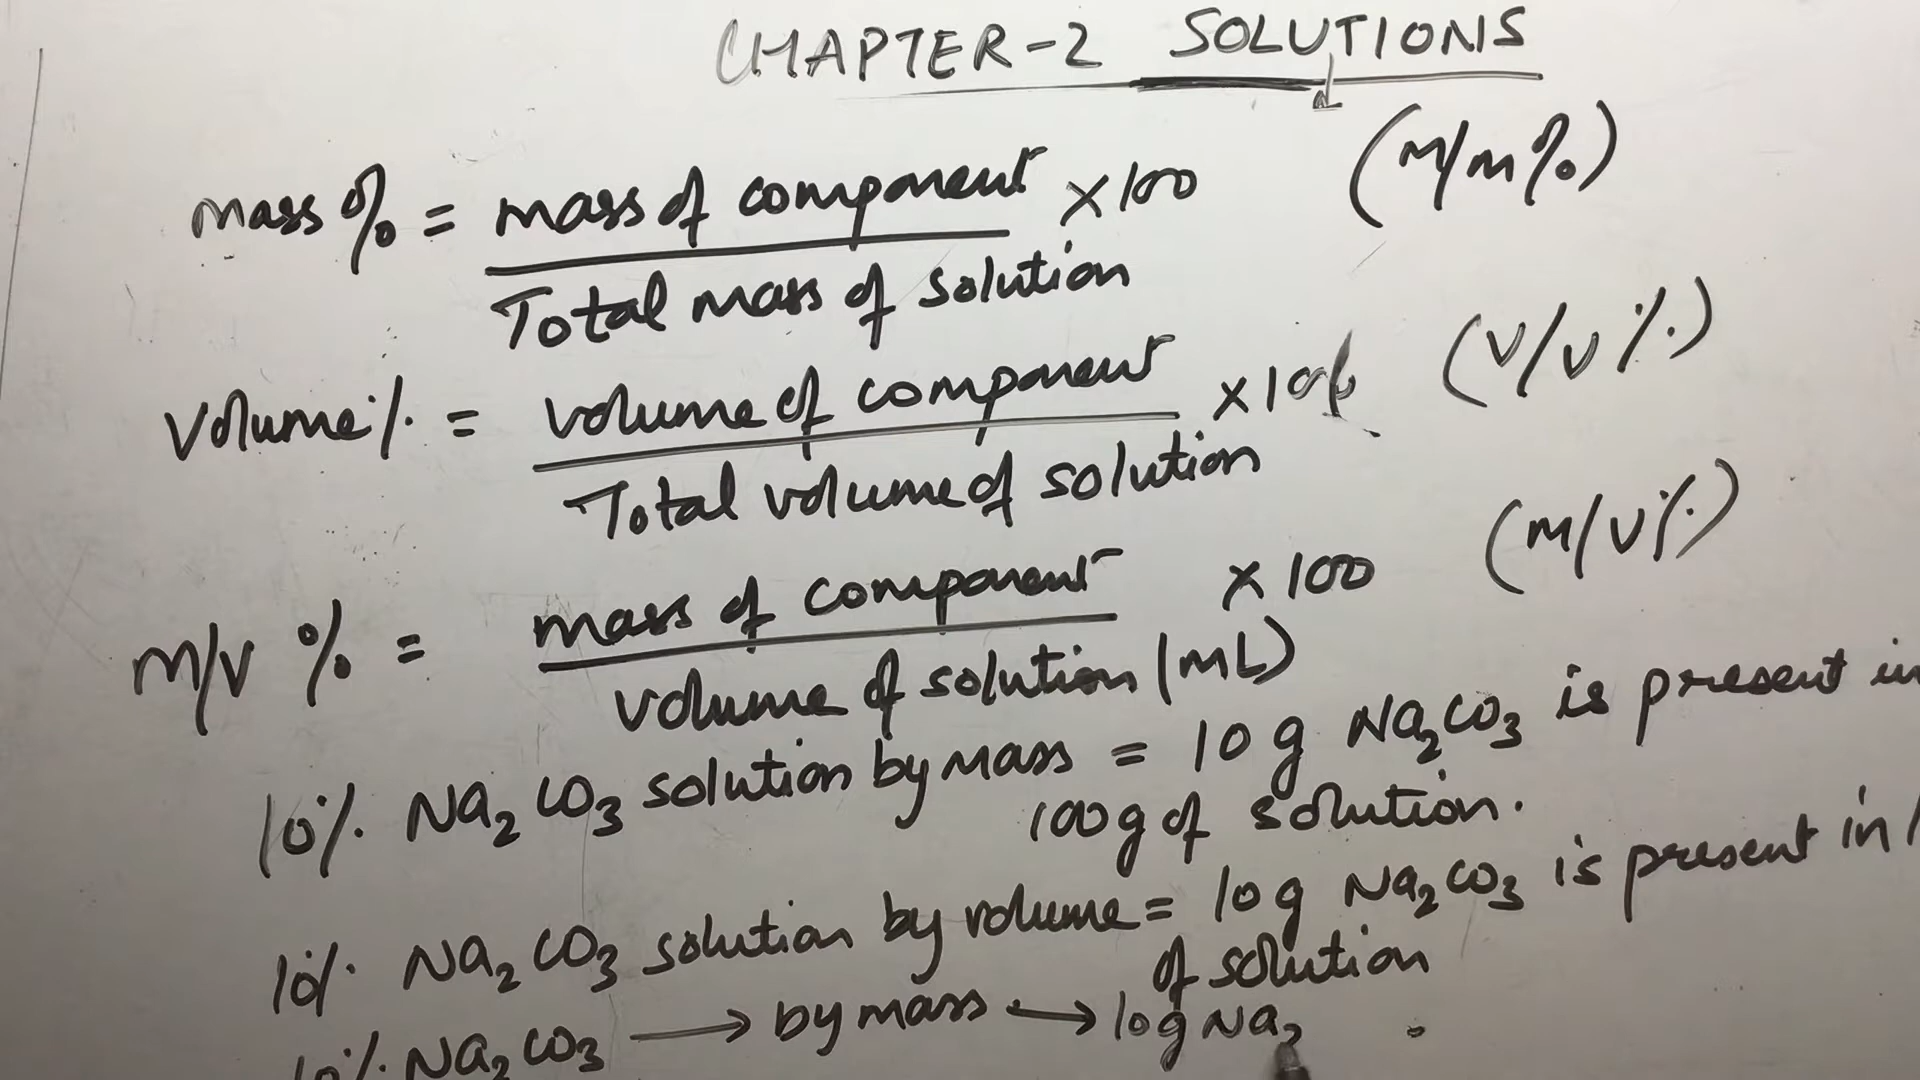 CHAPTER-2 SOLUTIONS
mass % = mass of component × 100 (M/m%)
Total mass of solution
Volume % = volume of component × 100 (V/V %)
Total volume of solution
M/V % = mass of component × 100 (M/V %)
volume of solution (mL)
10% Na₂CO₃ solution by mass = 10 g Na₂CO₃ is present in
100g of solution.
10% Na₂CO₃ solution by volume = 10 g Na₂CO₃ is present in
of solution
10% Na₂CO₃ → by mass → 10g Na₂